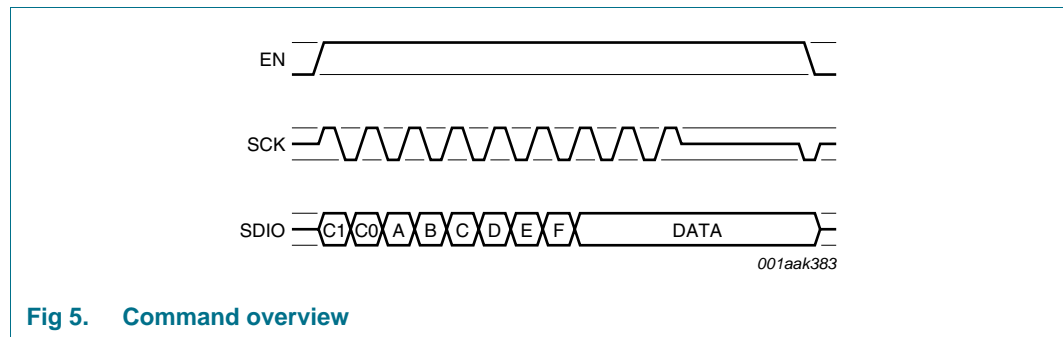 EN
SCK
SDIO C1 C0 A B C D E F DATA
001aak383
Fig 5. Command overview